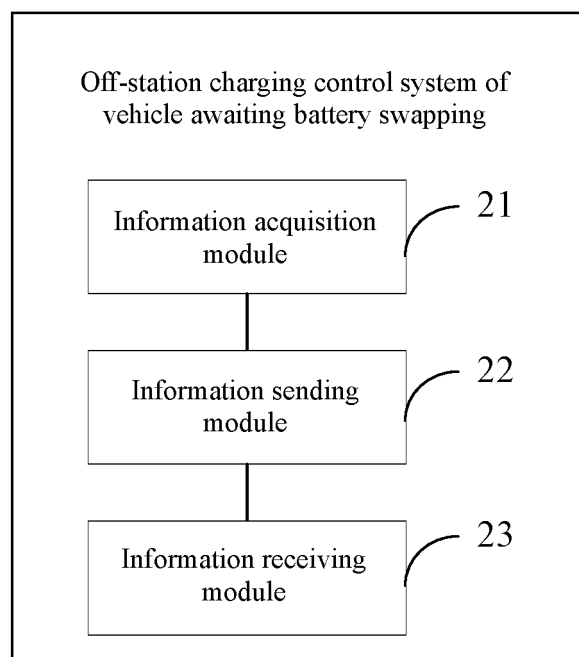 Off-station charging control system of
vehicle awaiting battery swapping
Information acquisition
module
21
Information sending
module
22
Information receiving
module
23